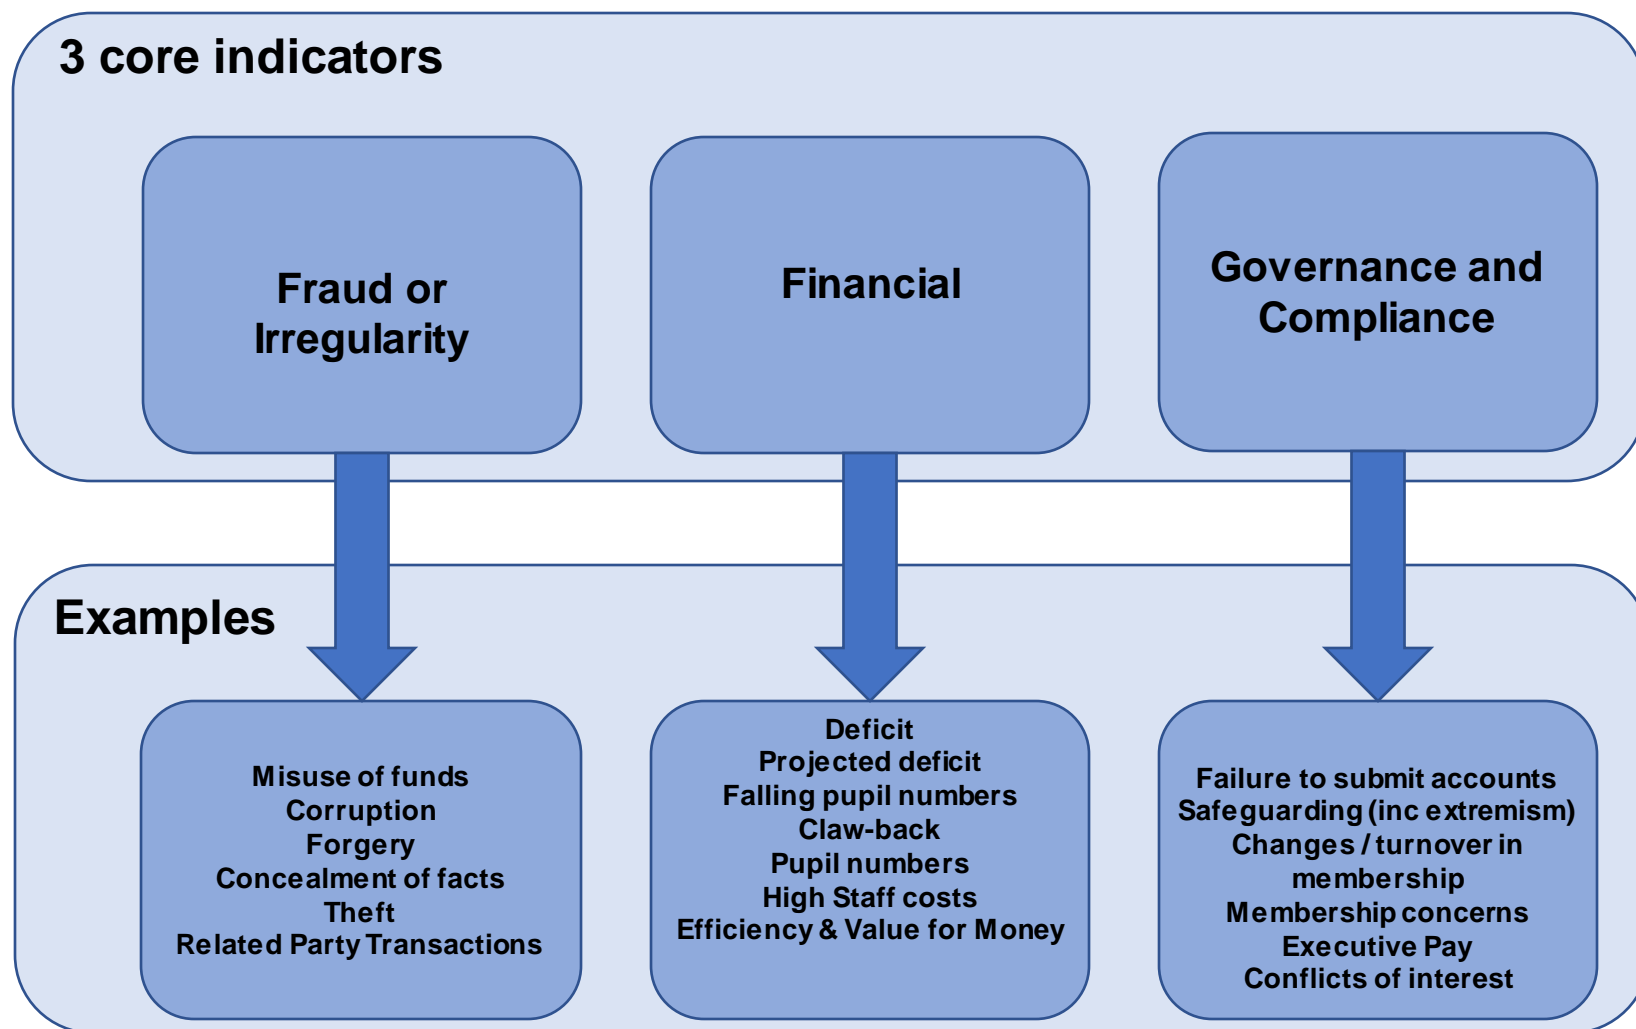 3 core indicators
Fraud or
Irregularity
Financial
Governance and
Compliance
Examples
Misuse of funds
Corruption
Forgery
Concealment of facts
Theft
Related Party Transactions
Deficit
Projected deficit
Falling pupil numbers
Claw-back
Pupil numbers
High Staff costs
Efficiency & Value for Money
Failure to submit accounts
Safeguarding (inc extremism)
Changes / turnover in
membership
Membership concerns
Executive Pay
Conflicts of interest